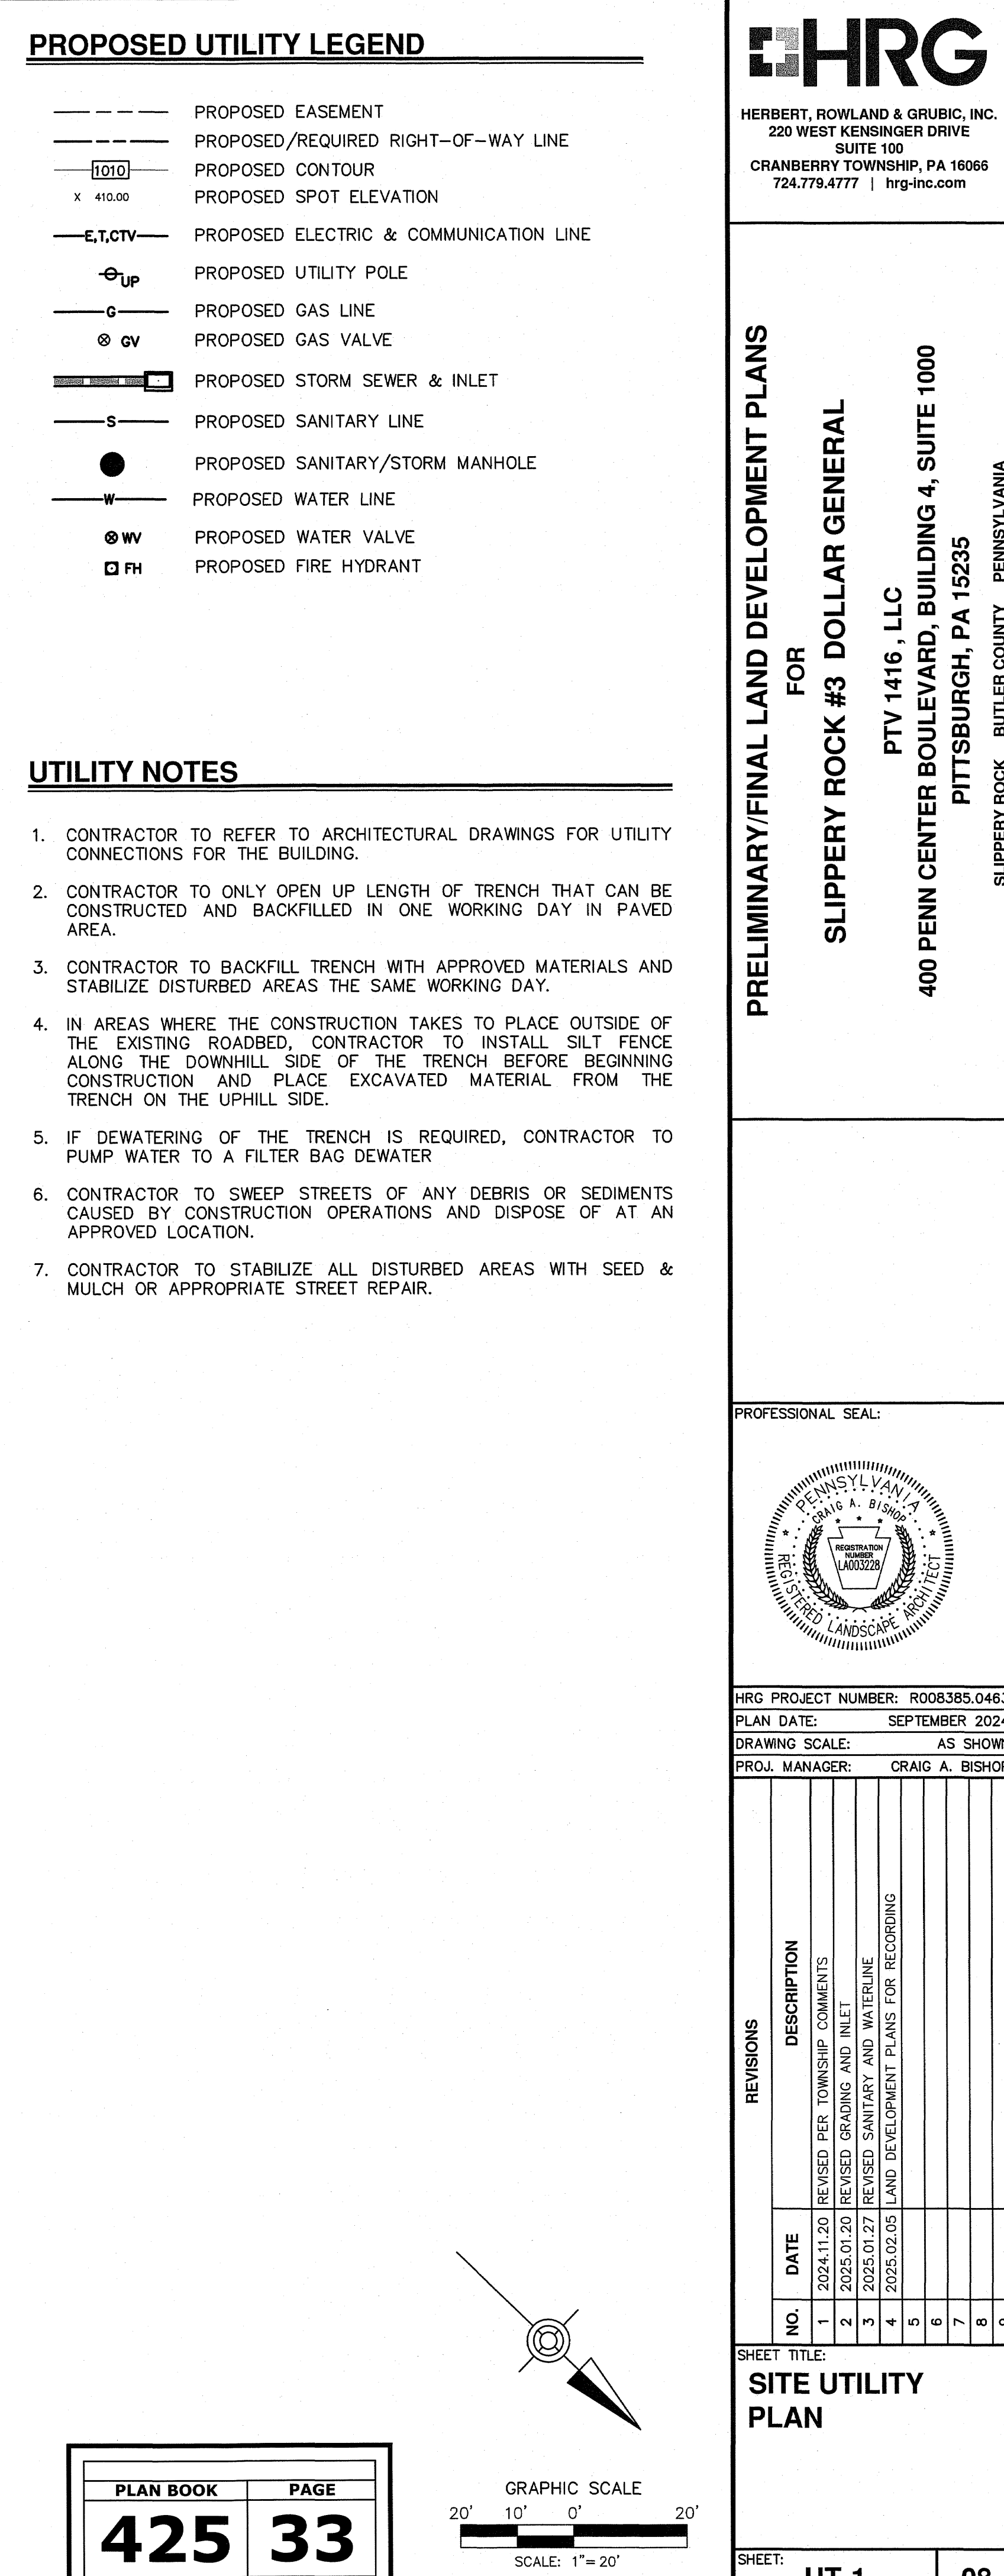 PROPOSED UTILITY LEGEND
PROPOSED EASEMENT
PROPOSED/REQUIRED RIGHT-OF-WAY LINE
1010 PROPOSED CONTOUR
X 410.00 PROPOSED SPOT ELEVATION
E,T,CTV PROPOSED ELECTRIC & COMMUNICATION LINE
UP PROPOSED UTILITY POLE
G PROPOSED GAS LINE
GV PROPOSED GAS VALVE
PROPOSED STORM SEWER & INLET
S PROPOSED SANITARY LINE
PROPOSED SANITARY/STORM MANHOLE
W PROPOSED WATER LINE
WV PROPOSED WATER VALVE
FH PROPOSED FIRE HYDRANT
UTILITY NOTES
1. CONTRACTOR TO REFER TO ARCHITECTURAL DRAWINGS FOR UTILITY
CONNECTIONS FOR THE BUILDING.
2. CONTRACTOR TO ONLY OPEN UP LENGTH OF TRENCH THAT CAN BE
CONSTRUCTED AND BACKFILLED IN ONE WORKING DAY IN PAVED
AREA.
3. CONTRACTOR TO BACKFILL TRENCH WITH APPROVED MATERIALS AND
STABILIZE DISTURBED AREAS THE SAME WORKING DAY.
4. IN AREAS WHERE THE CONSTRUCTION TAKES TO PLACE OUTSIDE OF
THE EXISTING ROADBED, CONTRACTOR TO INSTALL SILT FENCE
ALONG THE DOWNHILL SIDE OF THE TRENCH BEFORE BEGINNING
CONSTRUCTION AND PLACE EXCAVATED MATERIAL FROM THE
TRENCH ON THE UPHILL SIDE.
5. IF DEWATERING OF THE TRENCH IS REQUIRED, CONTRACTOR TO
PUMP WATER TO A FILTER BAG DEWATER
6. CONTRACTOR TO SWEEP STREETS OF ANY DEBRIS OR SEDIMENTS
CAUSED BY CONSTRUCTION OPERATIONS AND DISPOSE OF AT AN
APPROVED LOCATION.
7. CONTRACTOR TO STABILIZE ALL DISTURBED AREAS WITH SEED &
MULCH OR APPROPRIATE STREET REPAIR.
PLAN BOOK PAGE
425 33
GRAPHIC SCALE
20' 10' 0' 20'
SCALE: 1"= 20'
HRG
HERBERT, ROWLAND & GRUBIC, INC.
220 WEST KENSINGER DRIVE
SUITE 100
CRANBERRY TOWNSHIP, PA 16066
724.779.4777 | hrg-inc.com
PRELIMINARY/FINAL LAND DEVELOPMENT PLANS
FOR
SLIPPERY ROCK #3 DOLLAR GENERAL
PTV 1416 , LLC
400 PENN CENTER BOULEVARD, BUILDING 4, SUITE 1000
PITTSBURGH, PA 15235
SLIPPERY ROCK BUTLER COUNTY PENNSYLVANIA
PROFESSIONAL SEAL:
PENNSYLVANIA
CRAIG A. BISHOP
REGISTRATION
NUMBER
LA003228
REGISTERED LANDSCAPE ARCHITECT
HRG PROJECT NUMBER: R008385.0463
PLAN DATE: SEPTEMBER 2024
DRAWING SCALE: AS SHOWN
PROJ. MANAGER: CRAIG A. BISHOP
REVISIONS
NO. DATE DESCRIPTION
1 2024.11.20 REVISED PER TOWNSHIP COMMENTS
2 2025.01.20 REVISED GRADING AND INLET
3 2025.01.27 REVISED SANITARY AND WATERLINE
4 2025.02.05 LAND DEVELOPMENT PLANS FOR RECORDING
5
6
7
8
SHEET TITLE:
SITE UTILITY
PLAN
SHEET: